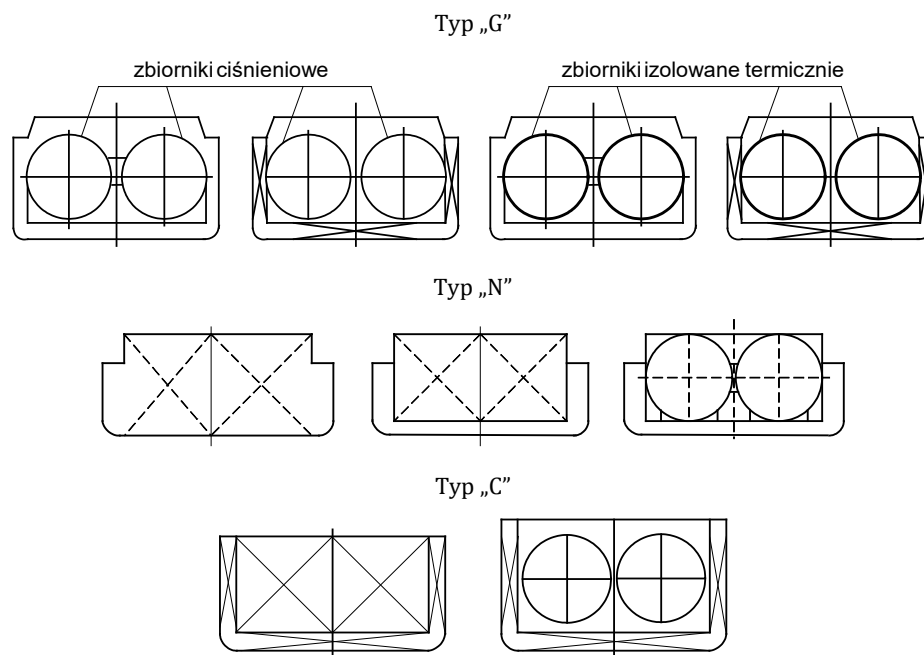 Typ „G”
zbiorniki ciśnieniowe
zbiorniki izolowane termicznie
Typ „N”
Typ „C”